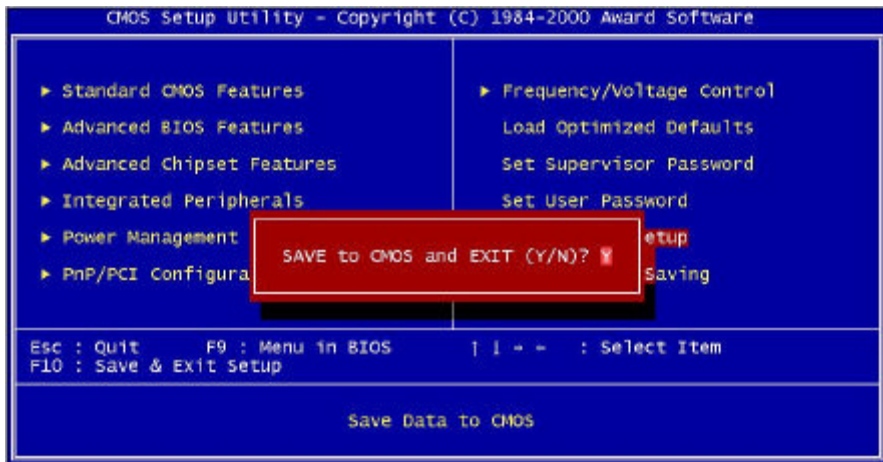 CMOS Setup Utility - Copyright (C) 1984-2000 Award Software
► Standard CMOS Features
► Advanced BIOS Features
► Advanced Chipset Features
► Integrated Peripherals
► Power Management
► PnP/PCI Configura
► Frequency/Voltage Control
Load Optimized Defaults
Set Supervisor Password
Set User Password
etup
Saving
SAVE to CMOS and EXIT (Y/N)? Y
Esc : Quit F9 : Menu in BIOS ↑ ↓ → ← : Select Item
F10 : Save & Exit Setup
Save Data to CMOS